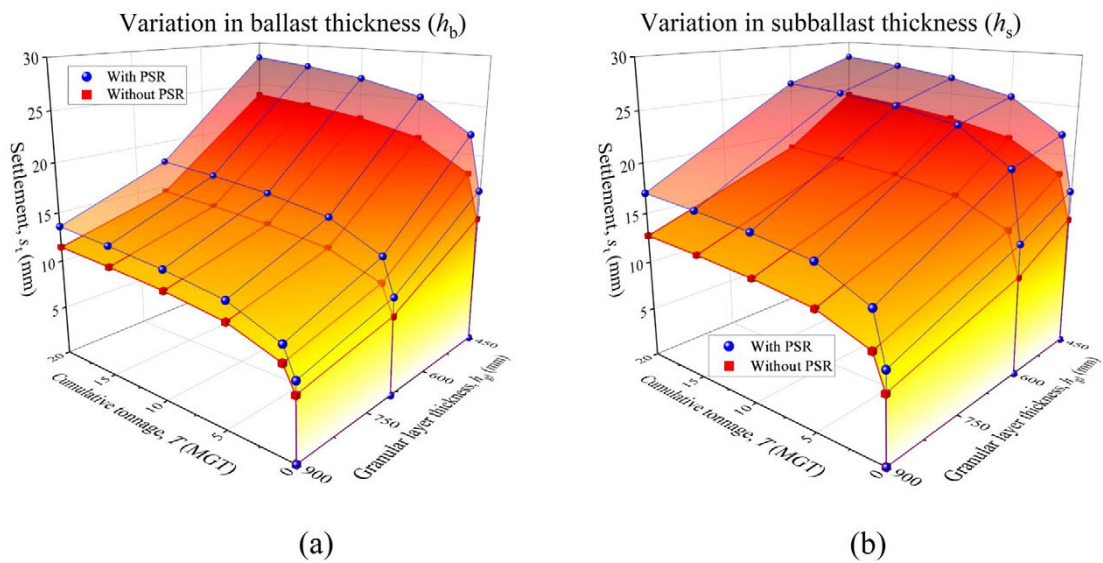 Variation in ballast thickness (hb)
30
25
20
15
10
5
Settlement, st (mm)
With PSR
Without PSR
20
15
10
5
0
Cumulative tonnage, T (MGT)
900
750
600
450
Granular layer thickness, hgl (mm)
(a)
Variation in subballast thickness (hs)
30
25
20
15
10
5
Settlement, st (mm)
With PSR
Without PSR
20
15
10
5
0
Cumulative tonnage, T (MGT)
900
750
600
450
Granular layer thickness, hgl (mm)
(b)